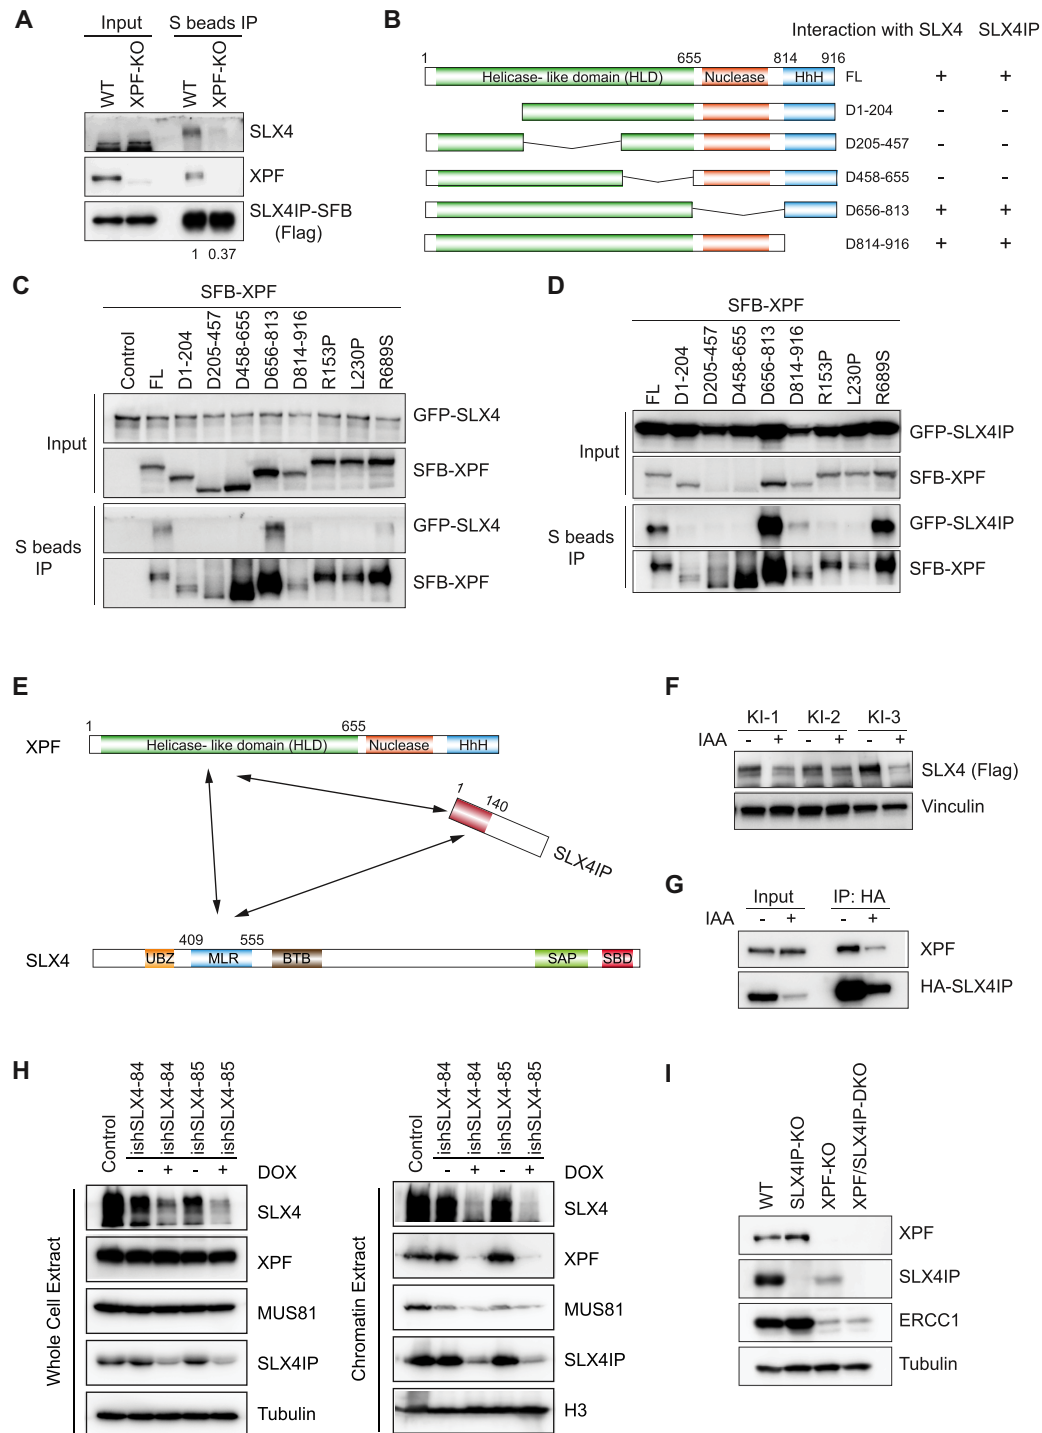 A
Input
S beads IP
WT
XPF-KO
WT
XPF-KO
SLX4
XPF
SLX4IP-SFB
(Flag)
1 0.37
B
Interaction with SLX4 SLX4IP
1 655 814 916
Helicase- like domain (HLD) Nuclease HhH FL + +
D1-204 - -
D205-457 - -
D458-655 - -
D656-813 + +
D814-916 + +
C
SFB-XPF
Control
FL
D1-204
D205-457
D458-655
D656-813
D814-916
R153P
L230P
R689S
Input
GFP-SLX4
SFB-XPF
S beads
IP
GFP-SLX4
SFB-XPF
D
SFB-XPF
FL
D1-204
D205-457
D458-655
D656-813
D814-916
R153P
L230P
R689S
Input
GFP-SLX4IP
SFB-XPF
S beads
IP
GFP-SLX4IP
SFB-XPF
E
1 655
XPF Helicase- like domain (HLD) Nuclease HhH
1 140
SLX4IP
409 555
SLX4 UBZ MLR BTB SAP SBD
F
KI-1 KI-2 KI-3
IAA - + - + - +
SLX4 (Flag)
Vinculin
G
Input IP: HA
IAA - + - +
XPF
HA-SLX4IP
H
Control
ishSLX4-84
ishSLX4-84
ishSLX4-85
ishSLX4-85
- + - + DOX
Whole Cell Extract
SLX4
XPF
MUS81
SLX4IP
Tubulin
Control
ishSLX4-84
ishSLX4-84
ishSLX4-85
ishSLX4-85
- + - + DOX
Chromatin Extract
SLX4
XPF
MUS81
SLX4IP
H3
I
WT
SLX4IP-KO
XPF-KO
XPF/SLX4IP-DKO
XPF
SLX4IP
ERCC1
Tubulin